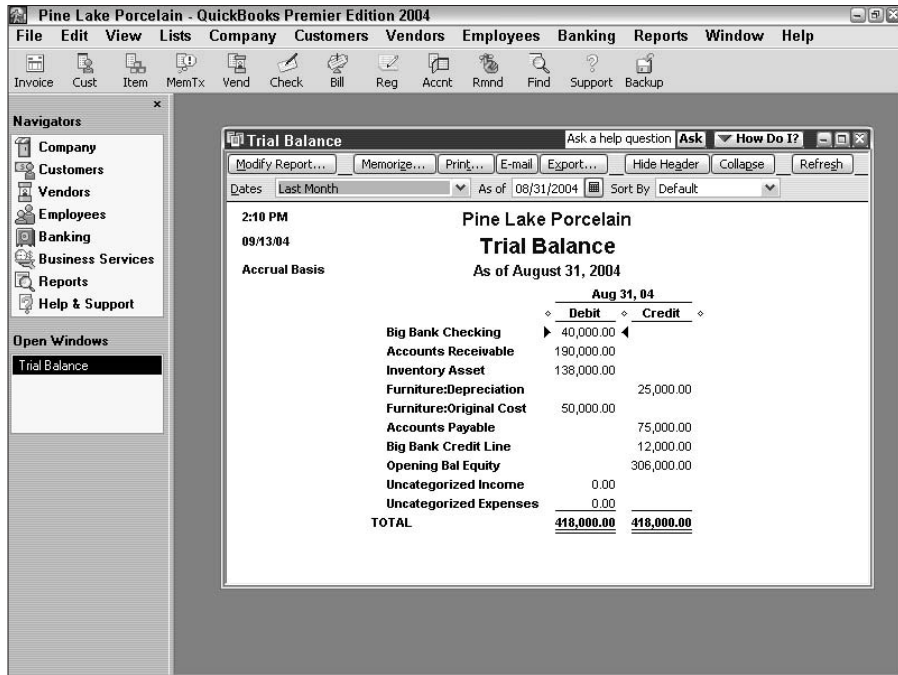 Pine Lake Porcelain - QuickBooks Premier Edition 2004
File Edit View Lists Company Customers Vendors Employees Banking Reports Window Help
Invoice Cust Item MemTx Vend Check Bill Reg Accnt Rmnd Find Support Backup
Navigators
Company
Customers
Vendors
Employees
Banking
Business Services
Reports
Help & Support
Open Windows
Trial Balance
Trial Balance Ask a help question Ask How Do I?
Modify Report... Memorize... Print... E-mail Export... Hide Header Collapse Refresh
Dates Last Month As of 08/31/2004 Sort By Default
2:10 PM Pine Lake Porcelain
09/13/04 Trial Balance
Accrual Basis As of August 31, 2004
Aug 31, 04
Debit Credit
Big Bank Checking 40,000.00
Accounts Receivable 190,000.00
Inventory Asset 138,000.00
Furniture:Depreciation 25,000.00
Furniture:Original Cost 50,000.00
Accounts Payable 75,000.00
Big Bank Credit Line 12,000.00
Opening Bal Equity 306,000.00
Uncategorized Income 0.00
Uncategorized Expenses 0.00
TOTAL 418,000.00 418,000.00